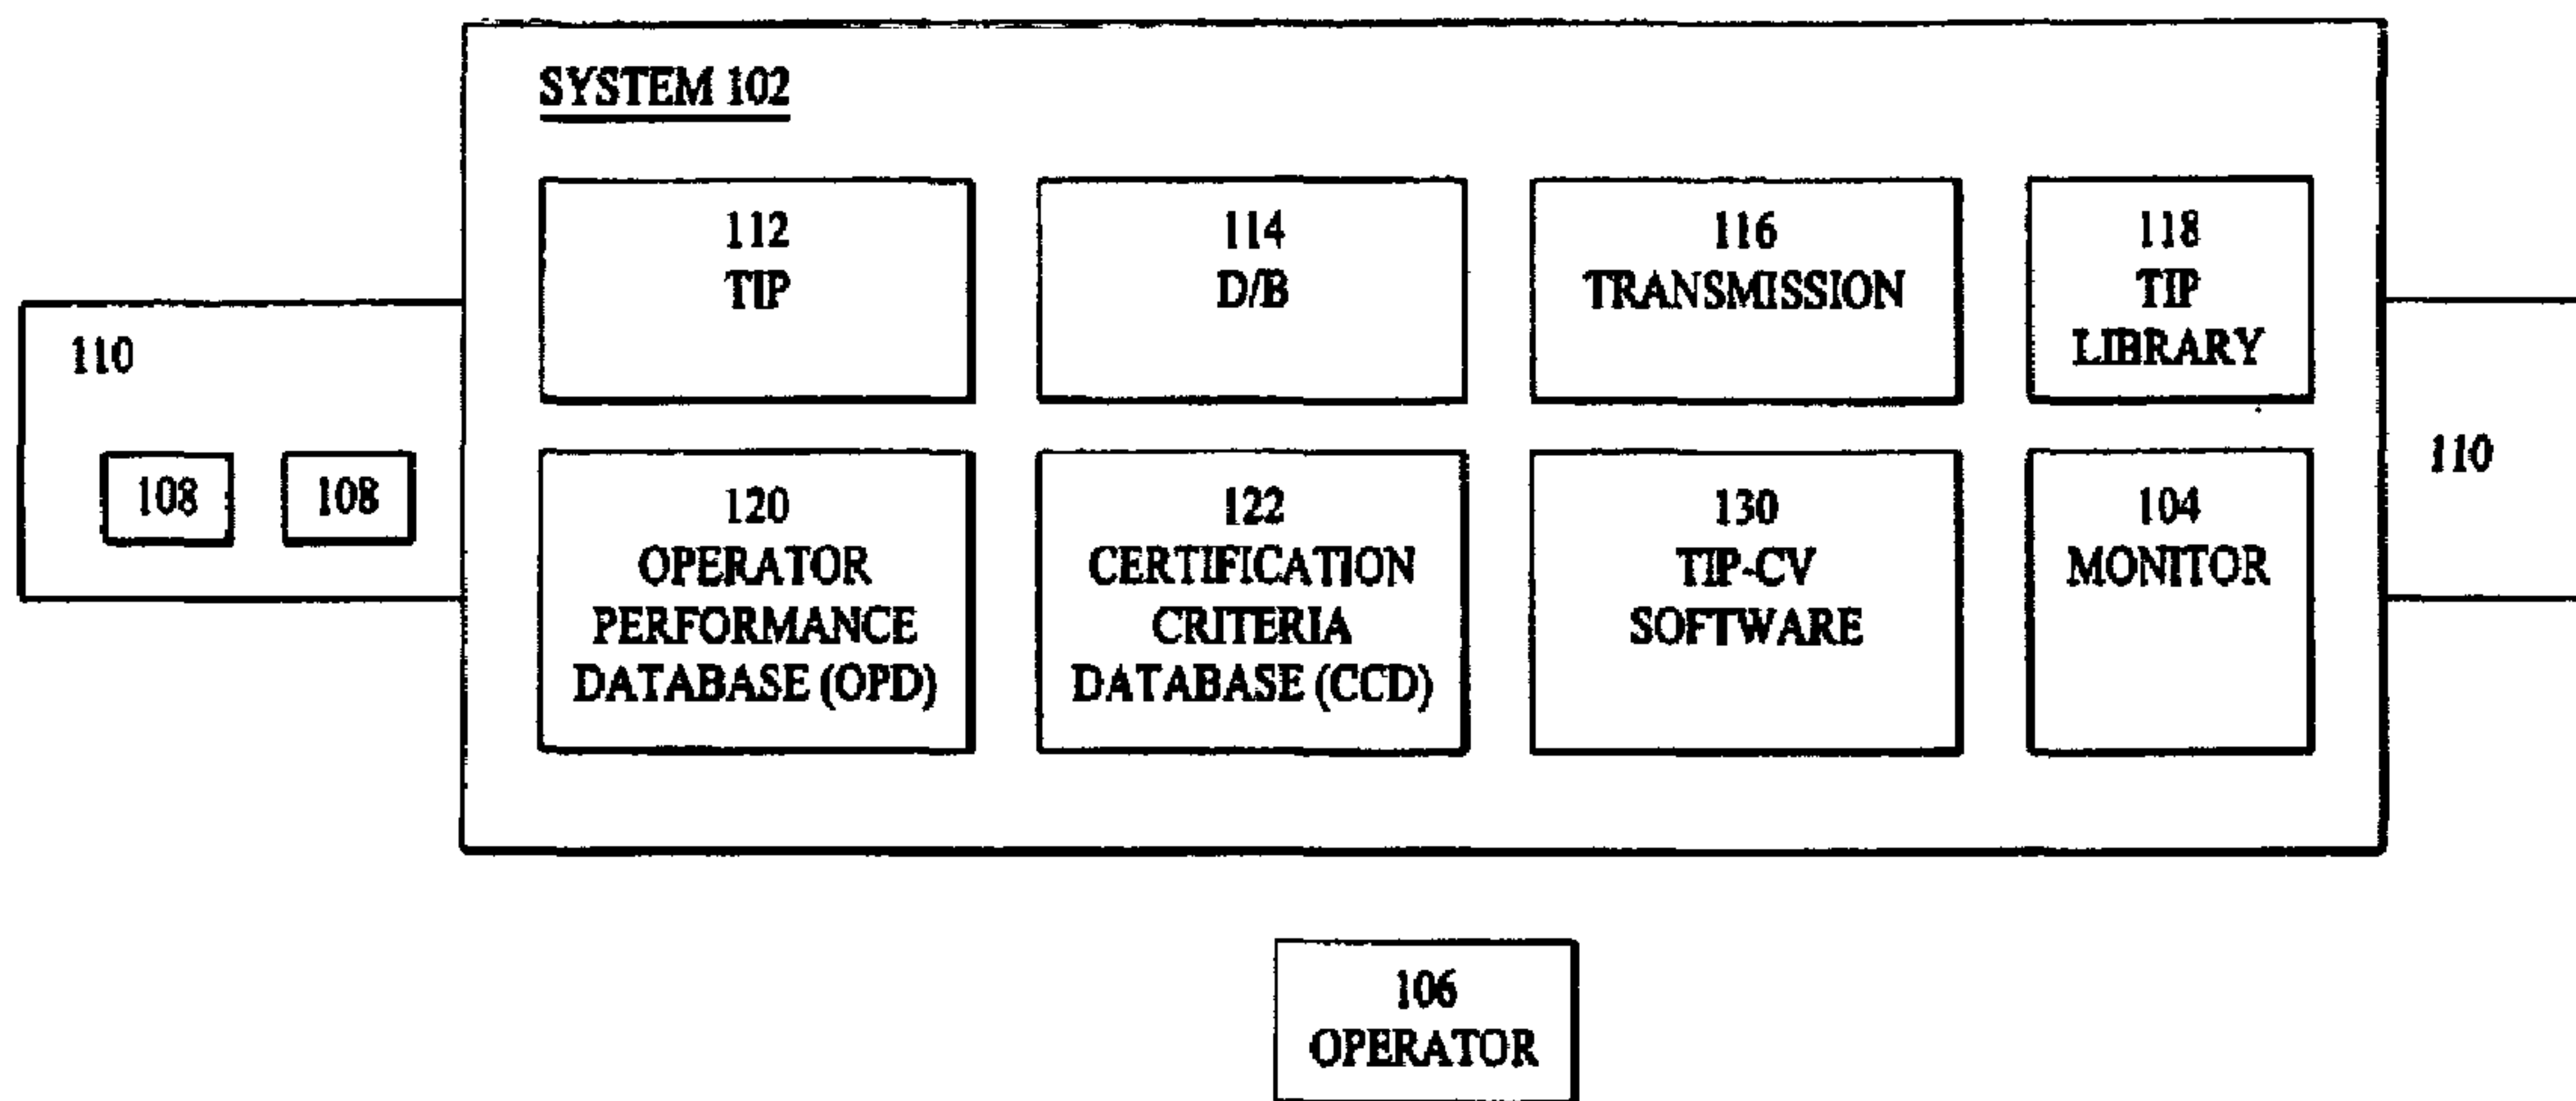 SYSTEM 102
112
TIP
114
D/B
116
TRANSMISSION
118
TIP
LIBRARY
110
108
108
120
OPERATOR
PERFORMANCE
DATABASE (OPD)
122
CERTIFICATION
CRITERIA
DATABASE (CCD)
130
TIP-CV
SOFTWARE
104
MONITOR
110
106
OPERATOR